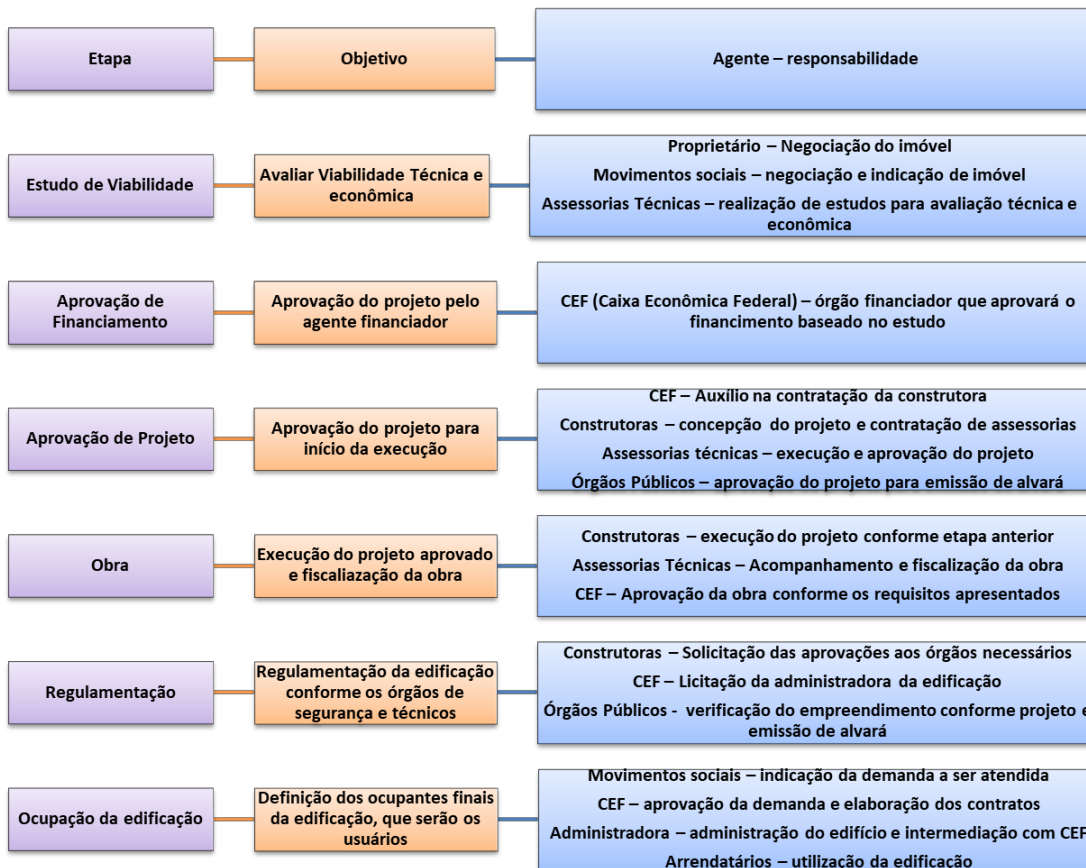 Etapa
Objetivo
Agente – responsabilidade
Estudo de Viabilidade
Avaliar Viabilidade Técnica e
econômica
Proprietário – Negociação do imóvel
Movimentos sociais – negociação e indicação de imóvel
Assessorias Técnicas – realização de estudos para avaliação técnica e
econômica
Aprovação de
Financiamento
Aprovação do projeto pelo
agente financiador
CEF (Caixa Econômica Federal) – órgão financiador que aprovará o
financimento baseado no estudo
Aprovação de Projeto
Aprovação do projeto para
início da execução
CEF – Auxílio na contratação da construtora
Construtoras – concepção do projeto e contratação de assessorias
Assessorias técnicas – execução e aprovação do projeto
Órgãos Públicos – aprovação do projeto para emissão de alvará
Obra
Execução do projeto aprovado
e fiscaliazação da obra
Construtoras – execução do projeto conforme etapa anterior
Assessorias Técnicas – Acompanhamento e fiscalização da obra
CEF – Aprovação da obra conforme os requisitos apresentados
Regulamentação
Regulamentação da edificação
conforme os órgãos de
segurança e técnicos
Construtoras – Solicitação das aprovações aos órgãos necessários
CEF – Licitação da administradora da edificação
Órgãos Públicos - verificação do empreendimento conforme projeto e
emissão de alvará
Ocupação da edificação
Definição dos ocupantes finais
da edificação, que serão os
usuários
Movimentos sociais – indicação da demanda a ser atendida
CEF – aprovação da demanda e elaboração dos contratos
Administradora – administração do edifício e intermediação com CEF
Arrendatários – utilização da edificação